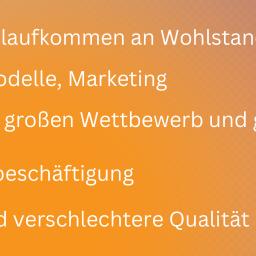 laufkommen an Wohlstan
odelle, Marketing
großen Wettbewerb und g
beschäftigung
d verschlechtere Qualität